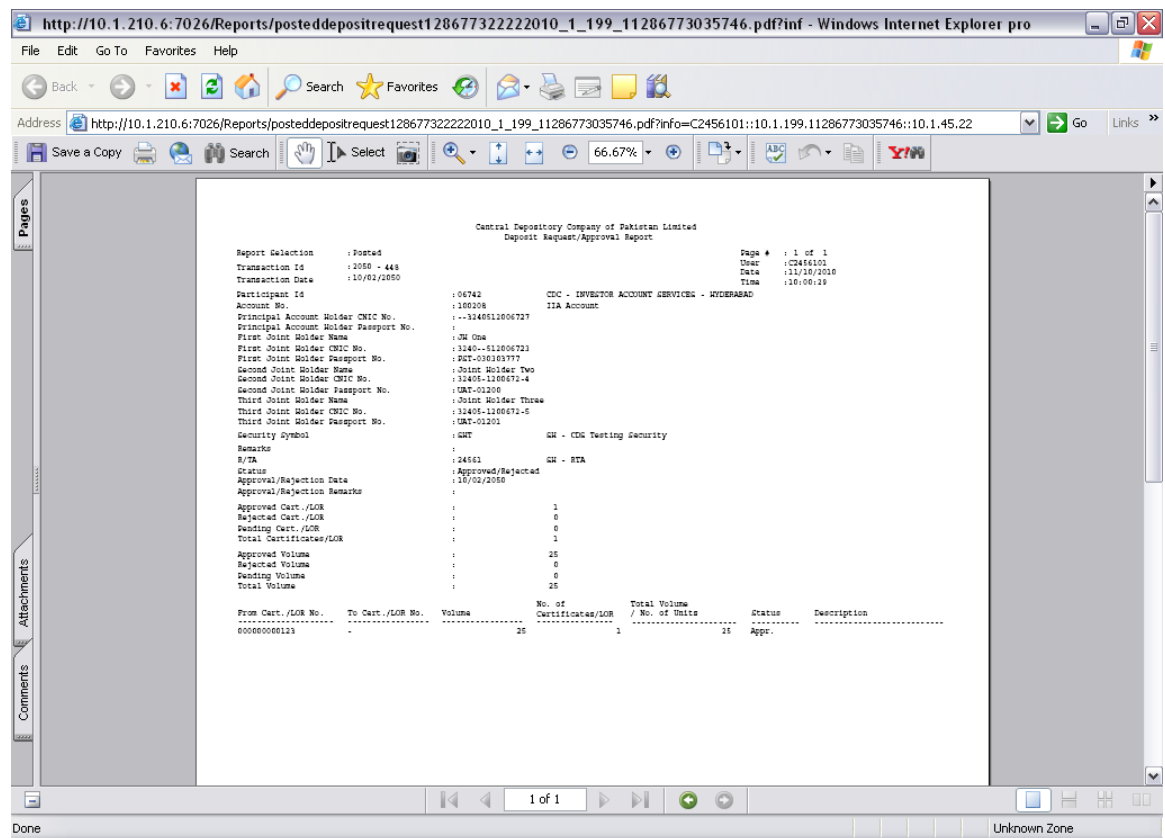 http://10.1.210.6:7026/Reports/posteddepositrequest128677322222010_1_199_11286773035746.pdf?inf - Windows Internet Explorer pro
File Edit Go To Favorites Help
Back Search Favorites
Address http://10.1.210.6:7026/Reports/posteddepositrequest128677322222010_1_199_11286773035746.pdf?info=C2456101::10.1.199.11286773035746::10.1.45.22 Go Links »
Save a Copy Search Select 66.67% ABC Y!
Pages
Attachments
Comments
Central Depository Company of Pakistan Limited
Deposit Request/Approval Report
Report Selection : Posted Page # : 1 of 1
User :C2456101
Transaction Id : 2050 - 448 Date :11/10/2010
Transaction Date : 10/02/2050 Time :10:00:29
Participant Id : 06742 CDC - INVESTOR ACCOUNT SERVICES - HYDERABAD
Account No. : 100208 IIA Account
Principal Account Holder CNIC No. : --3240512006727
Principal Account Holder Passport No. :
First Joint Holder Name : JH One
First Joint Holder CNIC No. : 3240--512006723
First Joint Holder Passport No. : PST-030303777
Second Joint Holder Name : Joint Holder Two
Second Joint Holder CNIC No. : 32405-1200672-4
Second Joint Holder Passport No. : UAT-01200
Third Joint Holder Name : Joint Holder Three
Third Joint Holder CNIC No. : 32405-1200672-5
Third Joint Holder Passport No. : UAT-01201
Security Symbol : SHT SH - CDS Testing Security
Remarks :
R/TA : 24561 SH - RTA
Status : Approved/Rejected
Approval/Rejection Date : 10/02/2050
Approval/Rejection Remarks :
Approved Cert./LOR : 1
Rejected Cert./LOR : 0
Pending Cert./LOR : 0
Total Certificates/LOR : 1
Approved Volume : 25
Rejected Volume : 0
Pending Volume : 0
Total Volume : 25
From Cert./LOR No. To Cert./LOR No. Volume No. of Certificates/LOR Total Volume / No. of Units Status Description
000000000123 - 25 1 25 Appr.
1 of 1
Done Unknown Zone